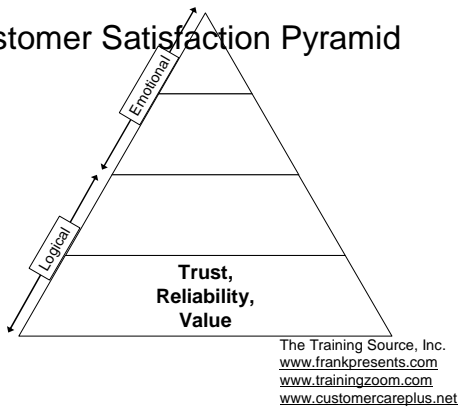 stomer Satisfaction Pyramid
Emotional
Logical
Trust,
Reliability,
Value
The Training Source, Inc.
www.frankpresents.com
www.trainingzoom.com
www.customercareplus.net